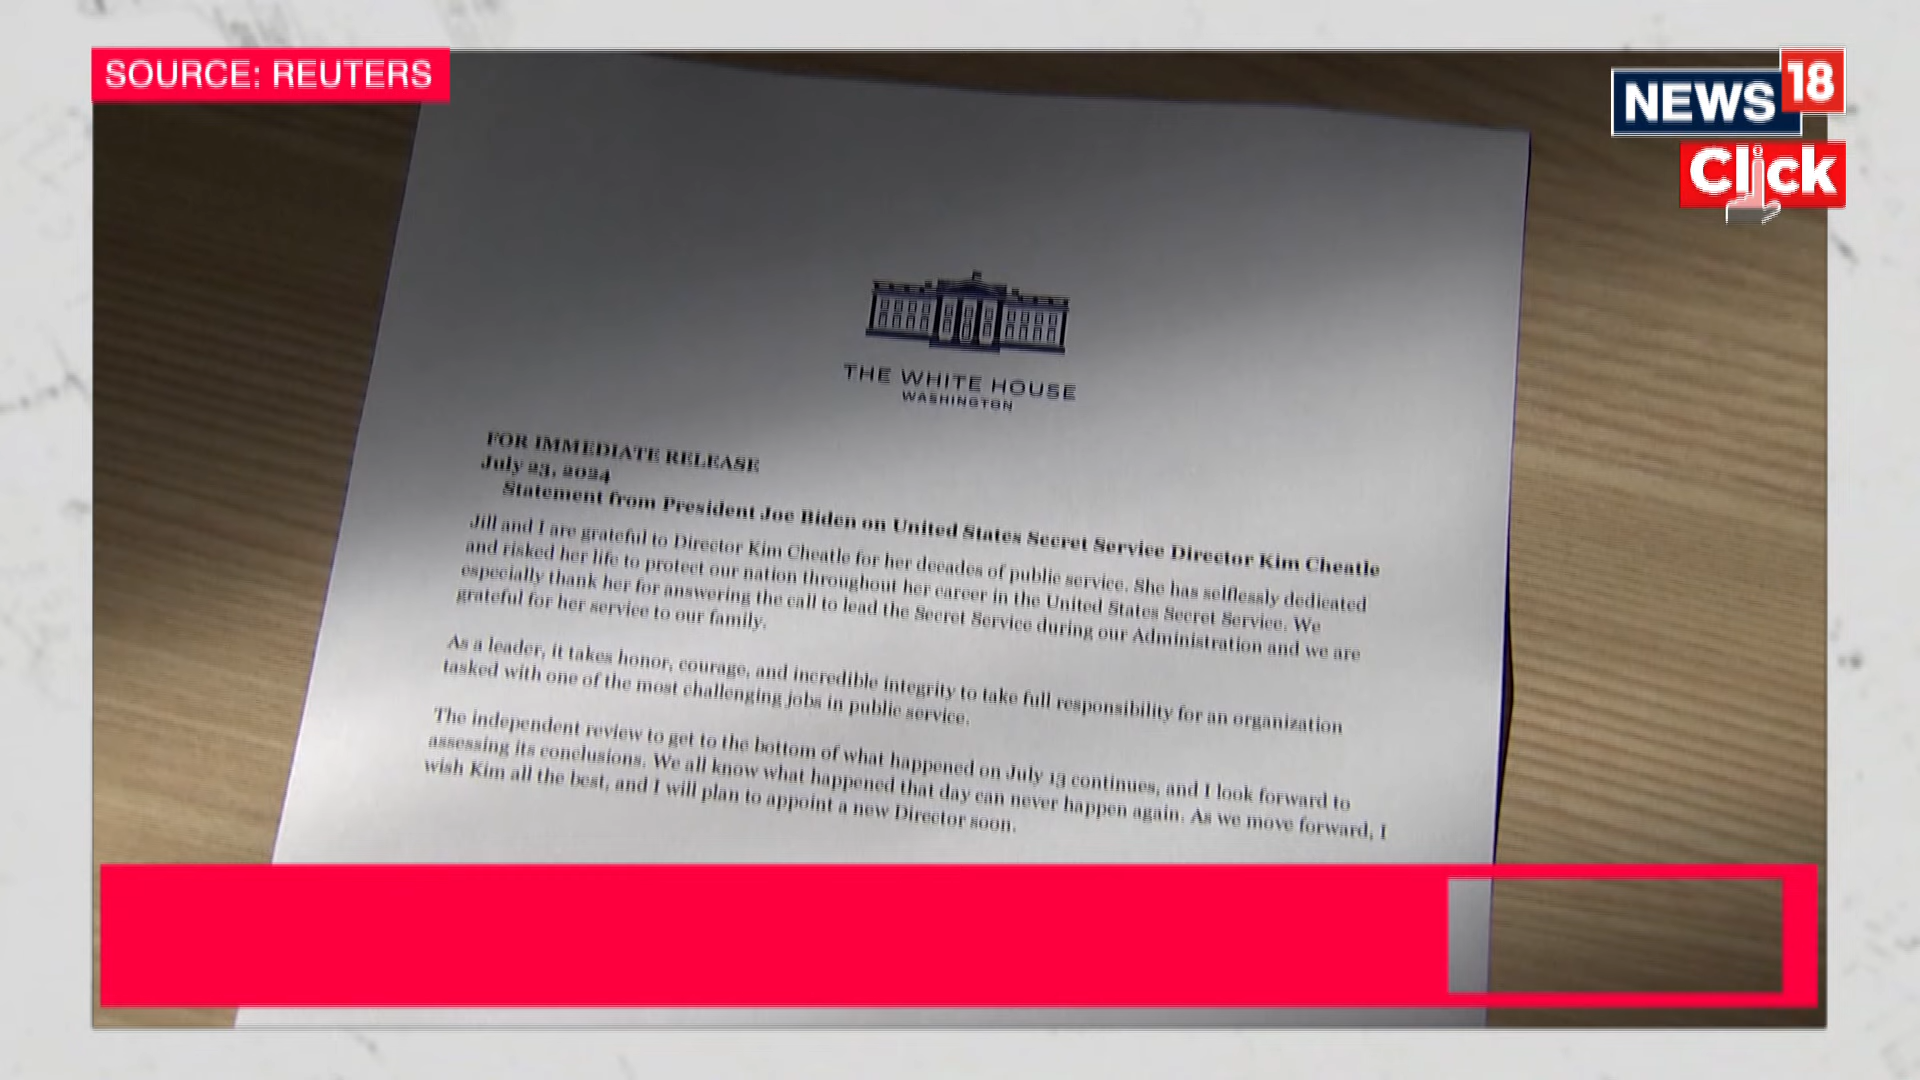 SOURCE: REUTERS
NEWS 18
Click
THE WHITE HOUSE
WASHINGTON
FOR IMMEDIATE RELEASE
July 23, 2024
Statement from President Joe Biden on United States Secret Service Director Kim Cheatle
Jill and I are grateful to Director Kim Cheatle for her decades of public service. She has selflessly dedicated
and risked her life to protect our nation throughout her career in the United States Secret Service. We
especially thank her for answering the call to lead the Secret Service during our Administration and we are
grateful for her service to our family.
As a leader, it takes honor, courage, and incredible integrity to take full responsibility for an organization
tasked with one of the most challenging jobs in public service.
The independent review to get to the bottom of what happened on July 13 continues, and I look forward to
assessing its conclusions. We all know what happened that day can never happen again. As we move forward, I
wish Kim all the best, and I will plan to appoint a new Director soon.